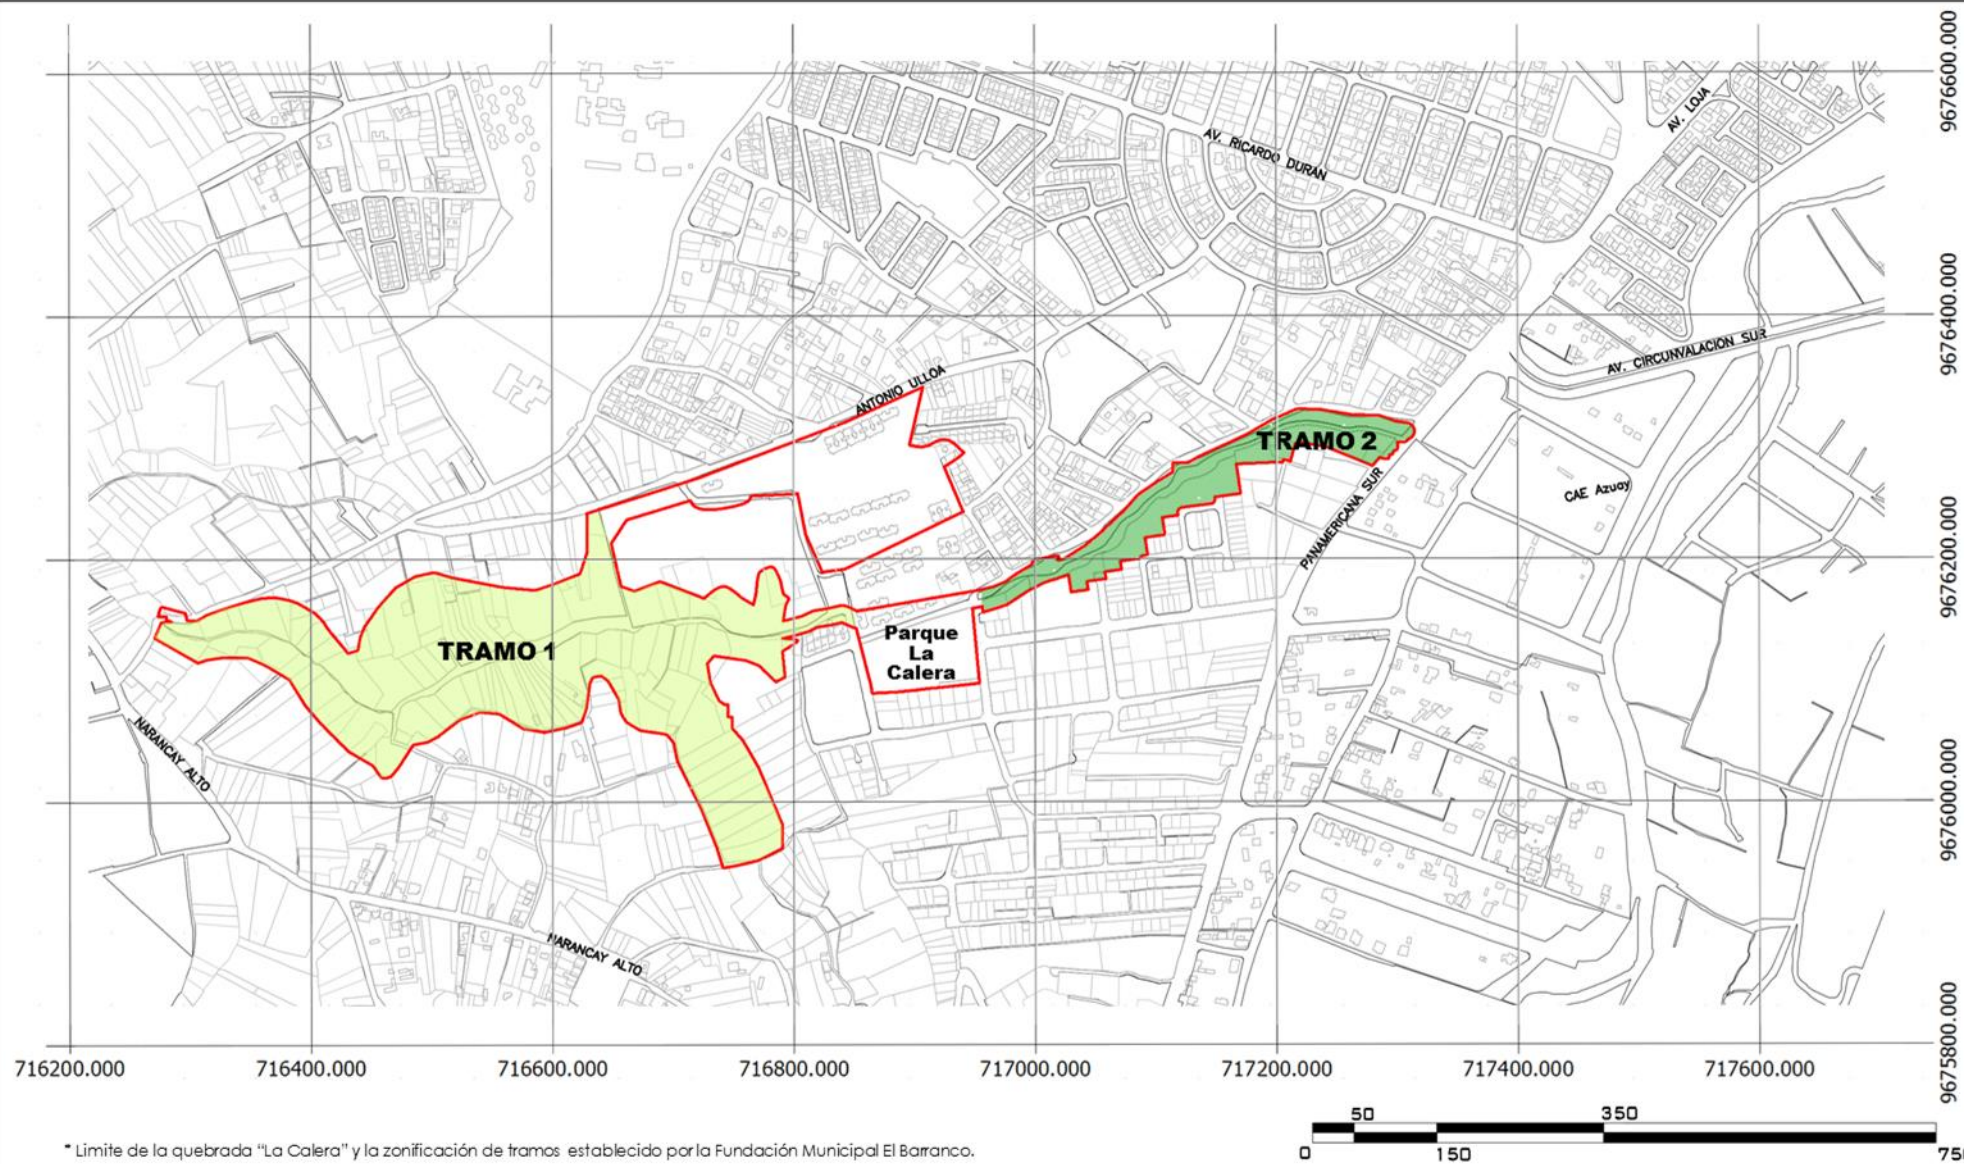 9677600.000
AV. LOJA
AV. RICARDO DURAN
9676400.000
AV. CIRCUNVALACION SUR
ANTONIO ULLOA
TRAMO 2
CAE Azuay
PANAMERICANA SUR
9676200.000
Parque
La
Calera
TRAMO 1
NARANCAY ALTO
9676000.000
NARANCAY ALTO
9675800.000
716200.000 716400.000 716600.000 716800.000 717000.000 717200.000 717400.000 717600.000
50 350
0 150 750
* Limite de la quebrada "La Calera" y la zonificación de tramos establecido por la Fundación Municipal El Barranco.